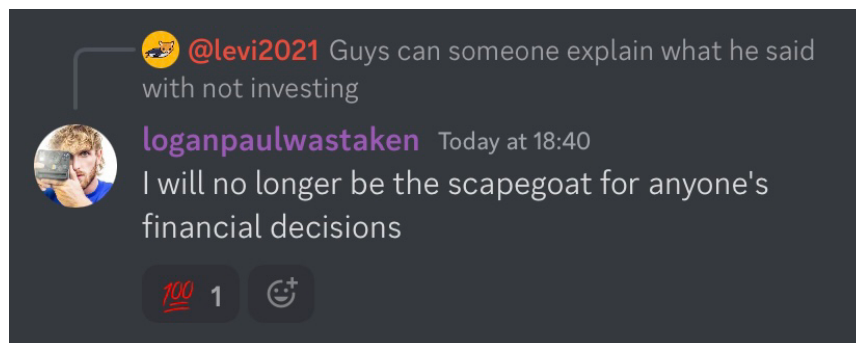 @levi2021 Guys can someone explain what he said
with not investing
loganpaulwastaken Today at 18:40
I will no longer be the scapegoat for anyone's
financial decisions
💯 1